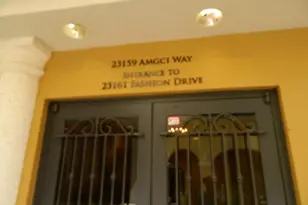 23159 AMGCI WAY
ENTRANCE TO
23161 FASHION DRIVE